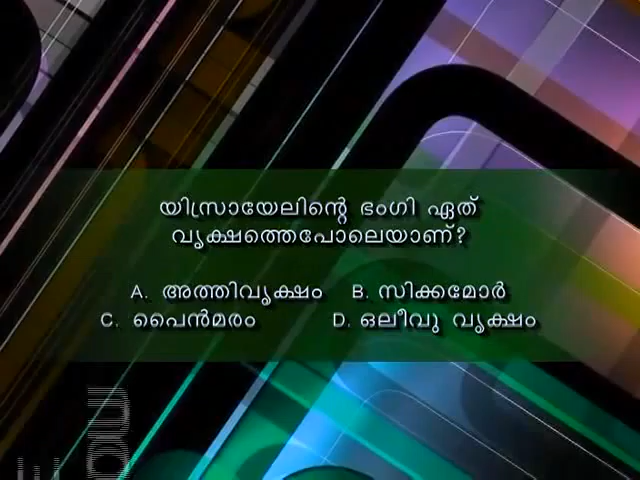 യിസ്രായേലിന്റെ ഭംഗി ഏത്
വൃക്ഷത്തെപോലെയാണ്?
A. അത്തിവൃക്ഷം B. സിക്കമോർ
C. പൈൻമരം D. ഒലീവു വൃക്ഷം